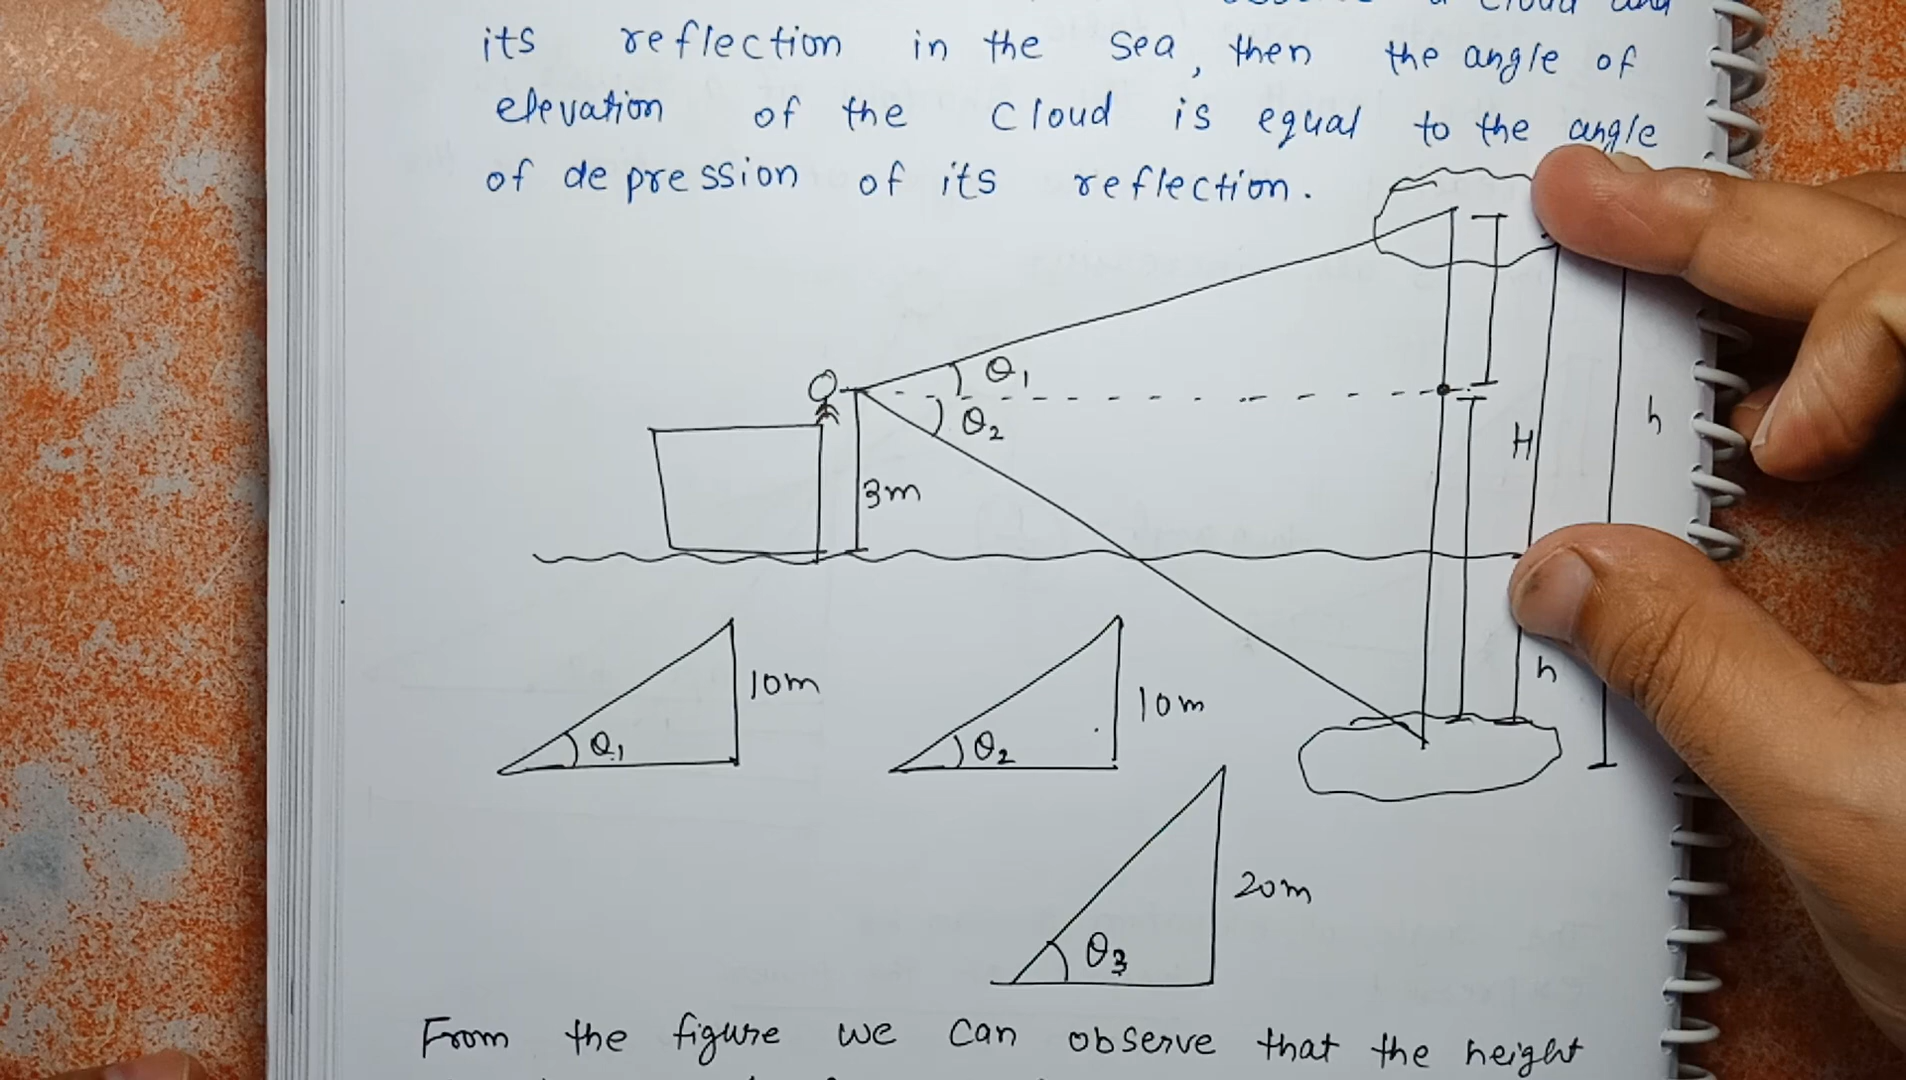 a cloud and
its reflection in the sea, then the angle of
elevation of the cloud is equal to the angle
of depression of its reflection.
θ1
θ2
3m
H
h
h
10m
θ1
10m
θ2
20m
θ3
From the figure we can observe that the height